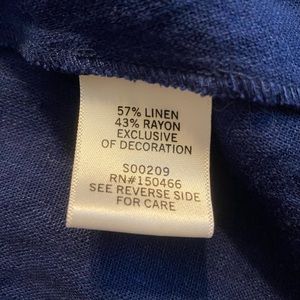 57% LINEN
43% RAYON
EXCLUSIVE
OF DECORATION
S00209
RN#150466
SEE REVERSE SIDE
FOR CARE